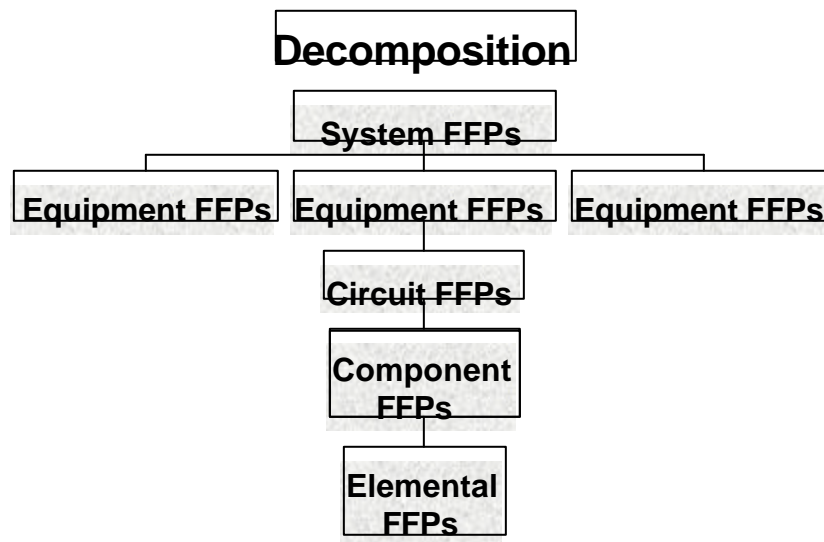 Decomposition
System FFPs
Equipment FFPs Equipment FFPs Equipment FFPs
Circuit FFPs
Component
FFPs
Elemental
FFPs